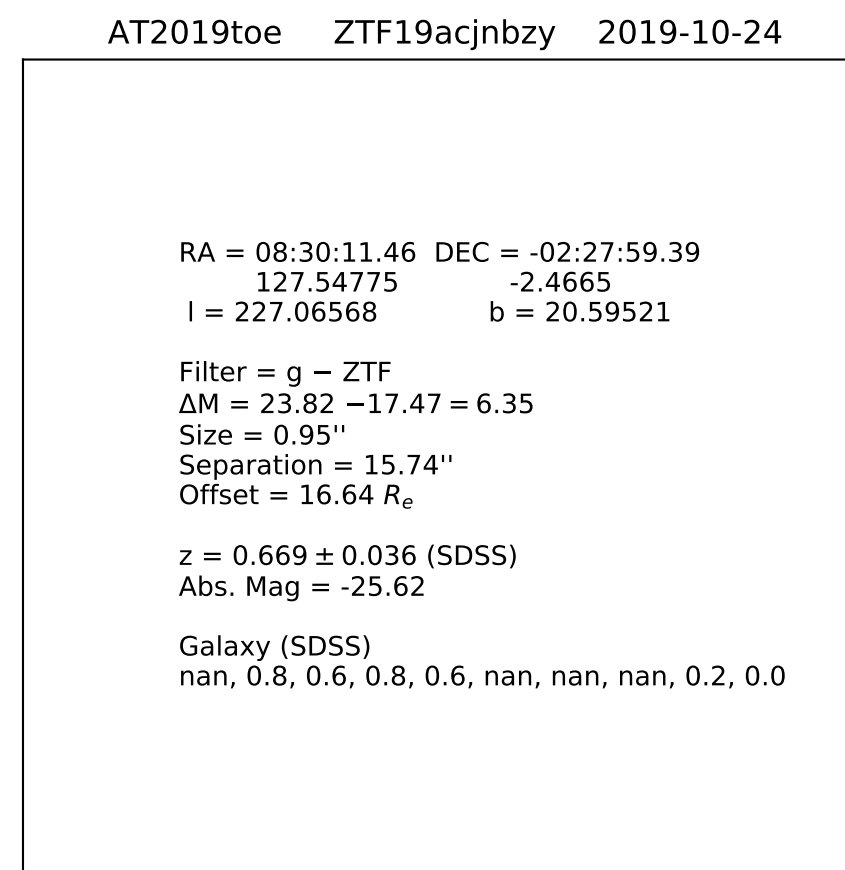 AT2019toe ZTF19acjnbzy 2019-10-24
RA = 08:30:11.46 DEC = -02:27:59.39
127.54775 -2.4665
l = 227.06568 b = 20.59521
Filter = g − ZTF
ΔM = 23.82 −17.47 = 6.35
Size = 0.95''
Separation = 15.74''
Offset = 16.64 Rₑ
z = 0.669 ± 0.036 (SDSS)
Abs. Mag = -25.62
Galaxy (SDSS)
nan, 0.8, 0.6, 0.8, 0.6, nan, nan, nan, 0.2, 0.0